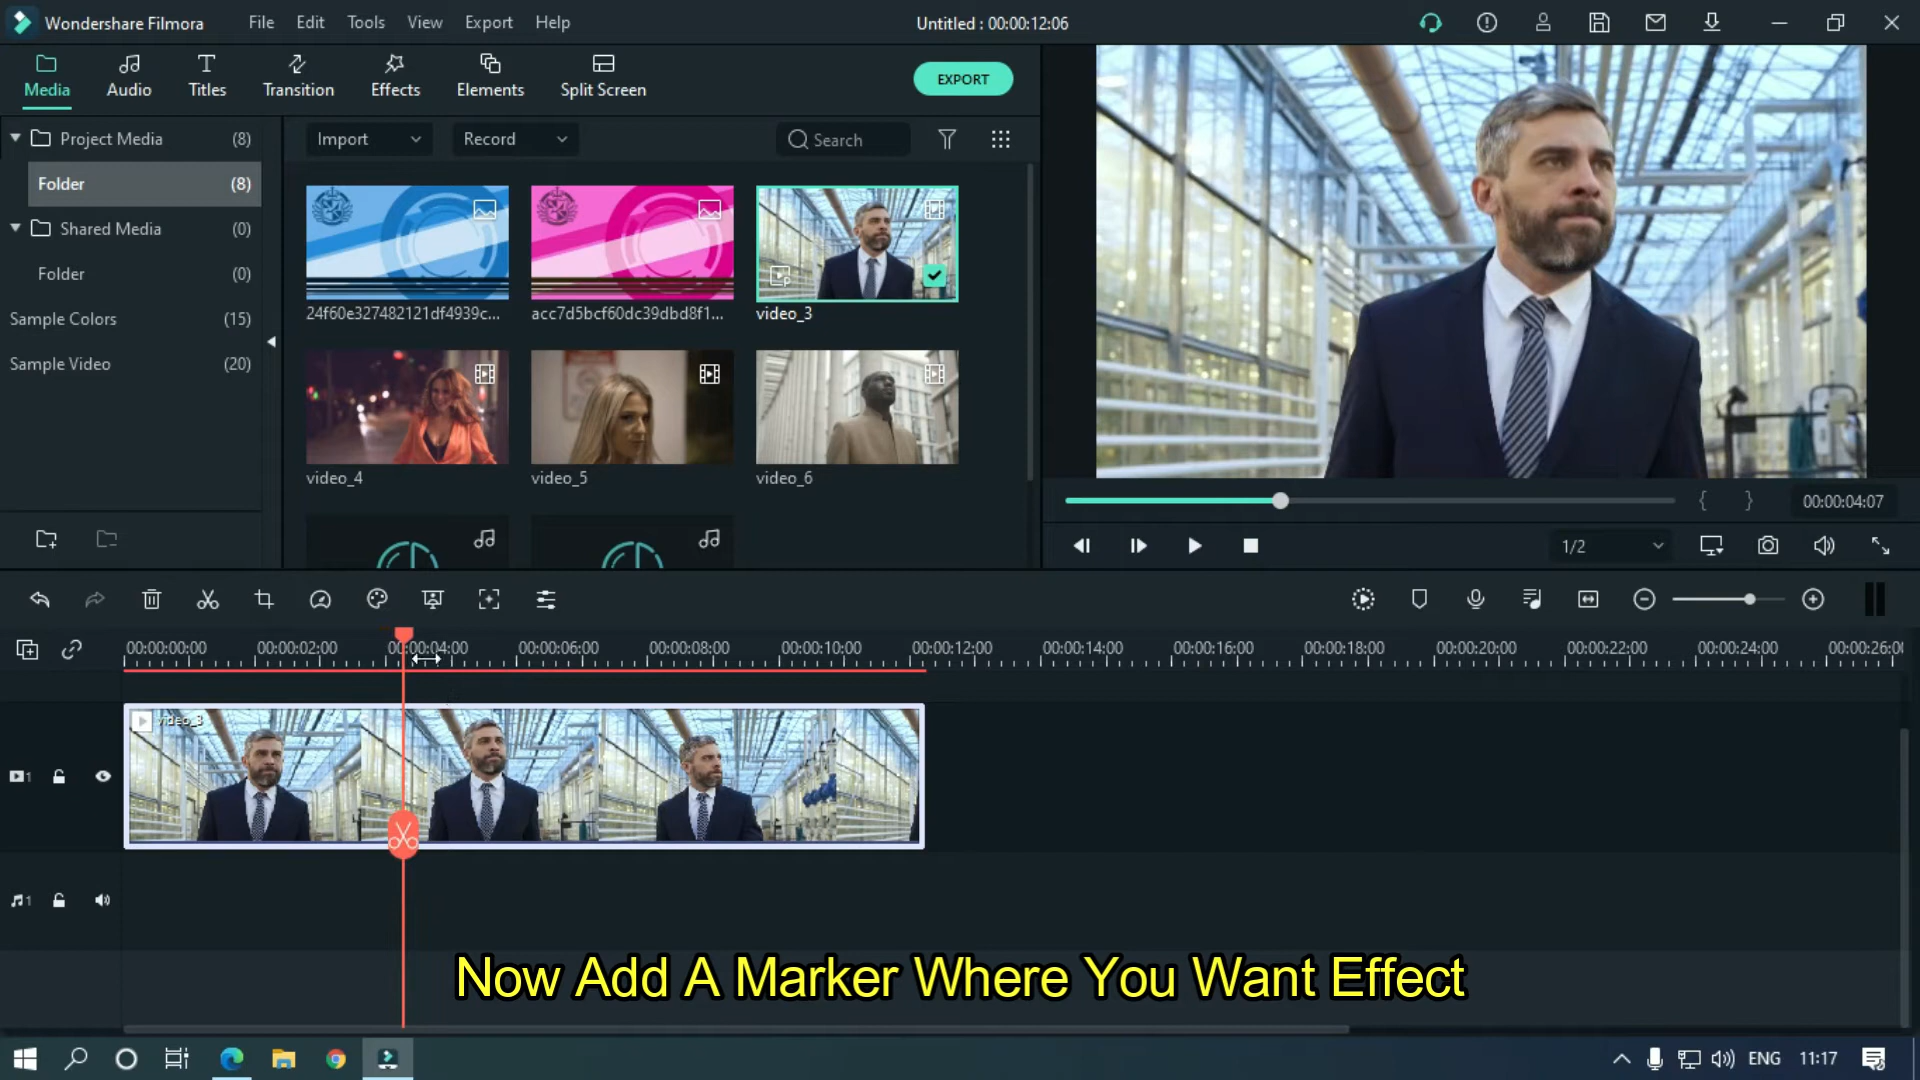 Wondershare Filmora
File Edit Tools View Export Help
Untitled : 00:00:12:06
Media Audio Titles Transition Effects Elements Split Screen
EXPORT
Project Media (8)
Folder (8)
Shared Media (0)
Folder (0)
Sample Colors (15)
Sample Video (20)
Import Record Search
24f60e327482121df4939c...
acc7d5bcf60dc39dbd8f1...
video_3
video_4
video_5
video_6
{ }
00:00:04:07
1/2
00:00:00:00 00:00:02:00 00:00:04:00 00:00:06:00 00:00:08:00 00:00:10:00 00:00:12:00 00:00:14:00 00:00:16:00 00:00:18:00 00:00:20:00 00:00:22:00 00:00:24:00 00:00:26:00
video_3
1
1
Now Add A Marker Where You Want Effect
ENG 11:17